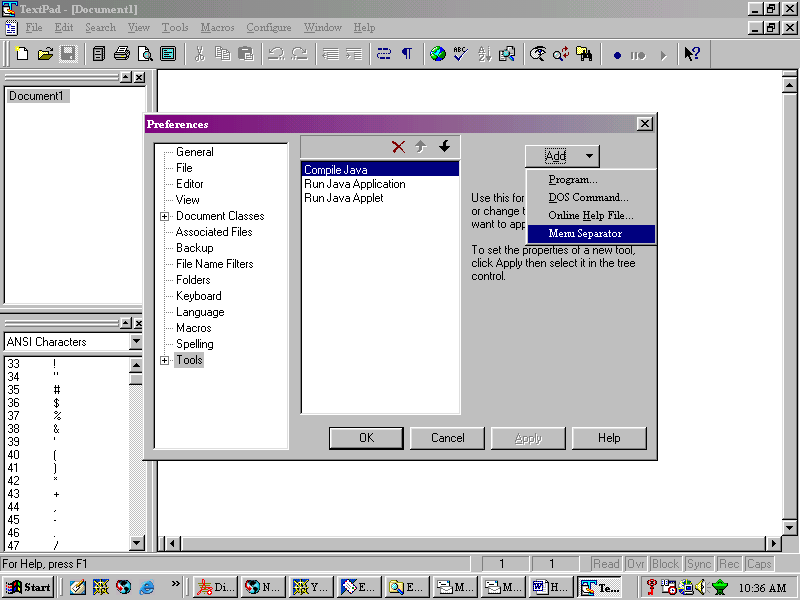 TextPad - [Document1]
File Edit Search View Tools Macros Configure Window Help
Document1
Preferences
General
File
Editor
View
Document Classes
Associated Files
Backup
File Name Filters
Folders
Keyboard
Language
Macros
Spelling
Tools
Compile Java
Run Java Application
Run Java Applet
Add
Program...
DOS Command...
Online Help File...
Menu Separator
Use this for
or change t
want to app
To set the properties of a new tool,
click Apply then select it in the tree
control.
OK Cancel Apply Help
ANSI Characters
33 !
34 "
35 #
36 $
37 %
38 &
39 '
40 (
41 )
42 *
43 +
44 ,
45 -
46 .
47 /
For Help, press F1 1 1 Read Ovr Block Sync Rec Caps
Start Di... N... Y... E... E... M... M... H... Te... 10:36 AM